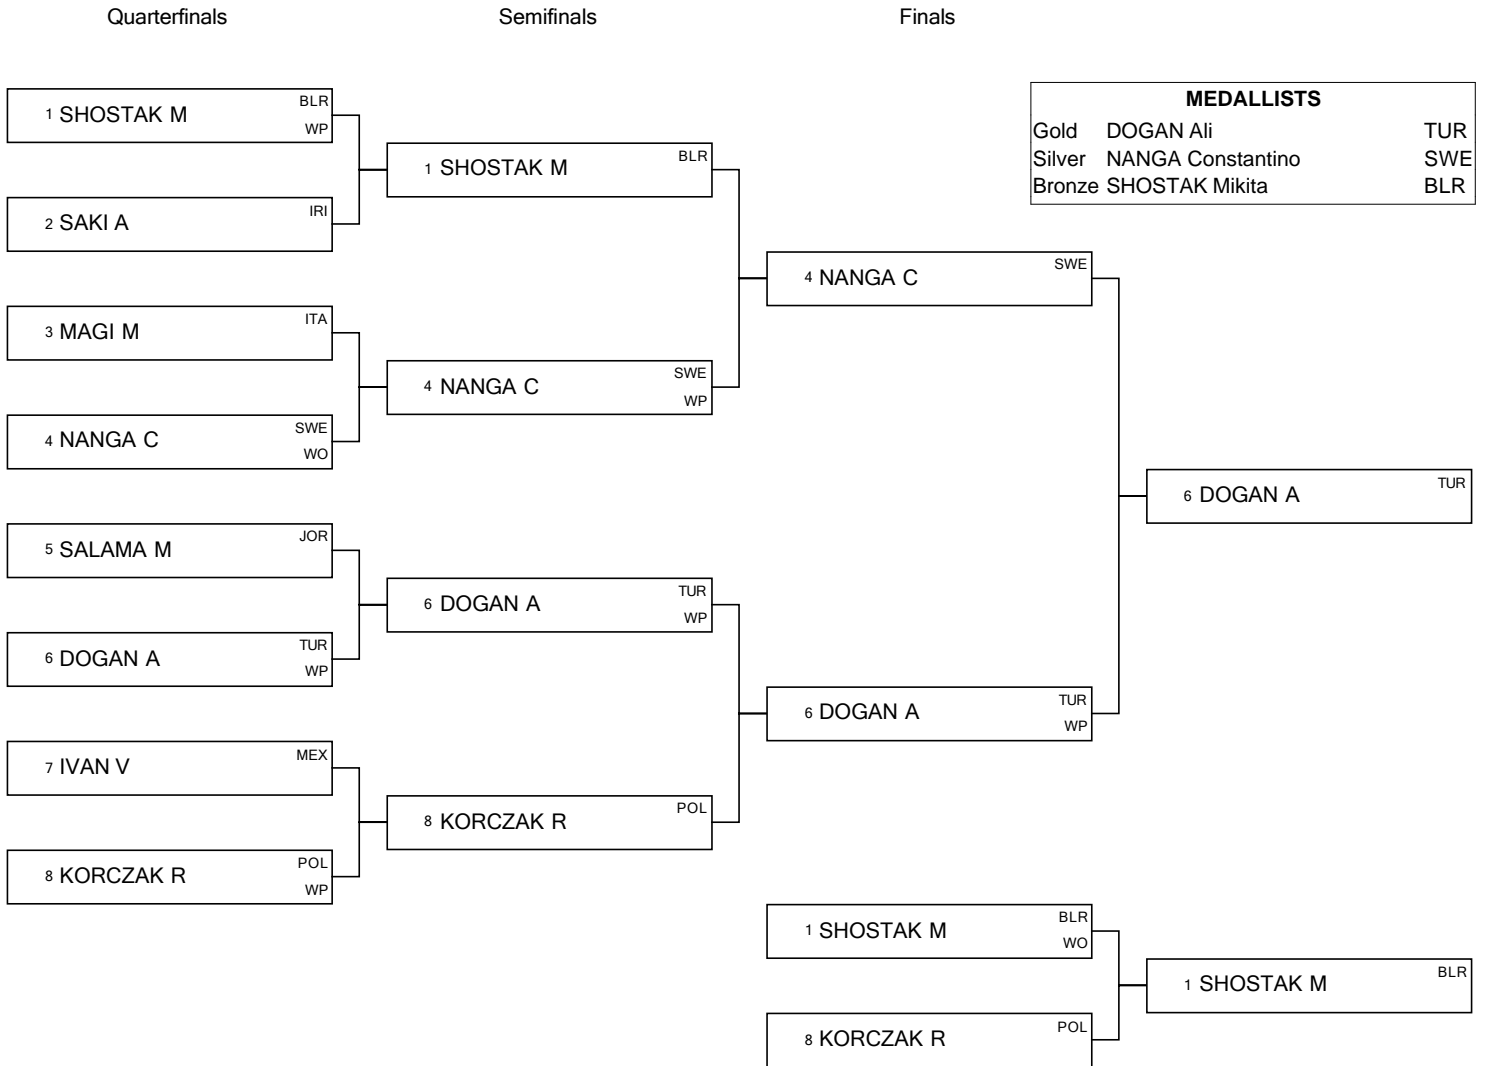 Quarterfinals Semifinals Finals
MEDALLISTS
Gold DOGAN Ali TUR
Silver NANGA Constantino SWE
Bronze SHOSTAK Mikita BLR
1 SHOSTAK M BLR
WP
1 SHOSTAK M BLR
2 SAKI A IRI
4 NANGA C SWE
3 MAGI M ITA
4 NANGA C SWE
WP
4 NANGA C SWE
WO
6 DOGAN A TUR
5 SALAMA M JOR
6 DOGAN A TUR
WP
6 DOGAN A TUR
WP
6 DOGAN A TUR
WP
7 IVAN V MEX
8 KORCZAK R POL
8 KORCZAK R POL
WP
1 SHOSTAK M BLR
WO
1 SHOSTAK M BLR
8 KORCZAK R POL